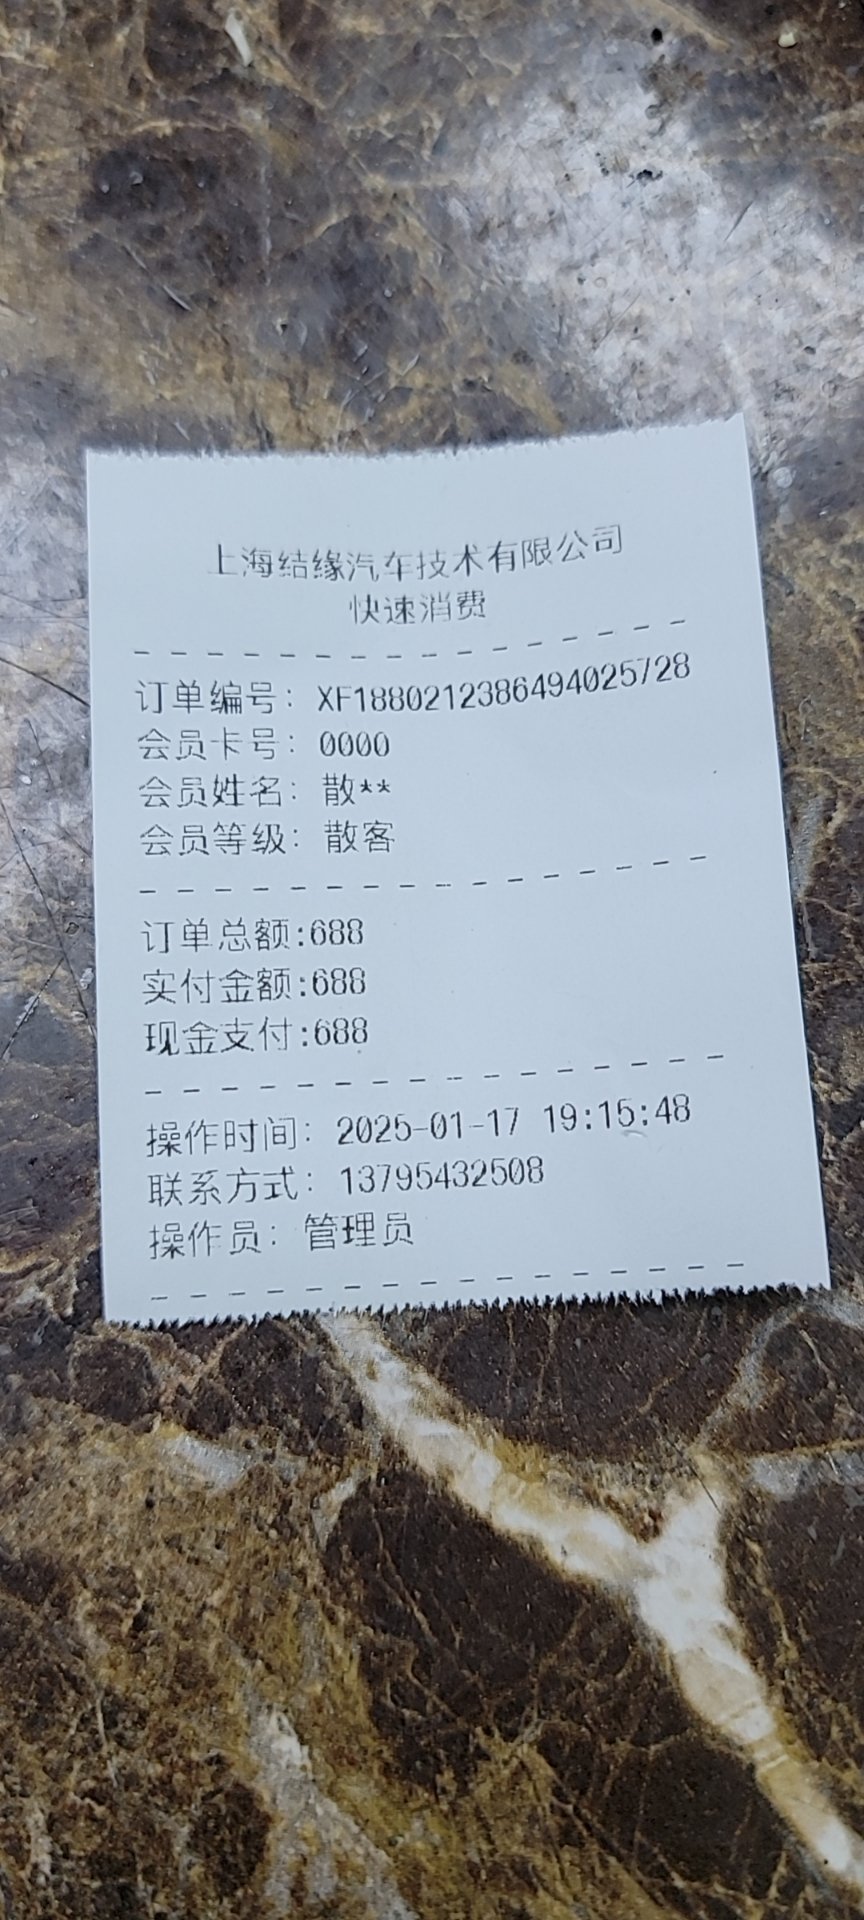 上海结缘汽车技术有限公司
快速消费
订单编号：XF1880212386494025728
会员卡号：0000
会员姓名：散**
会员等级：散客
订单总额:688
实付金额:688
现金支付:688
操作时间：2025-01-17 19:15:48
联系方式：13795432508
操作员：管理员